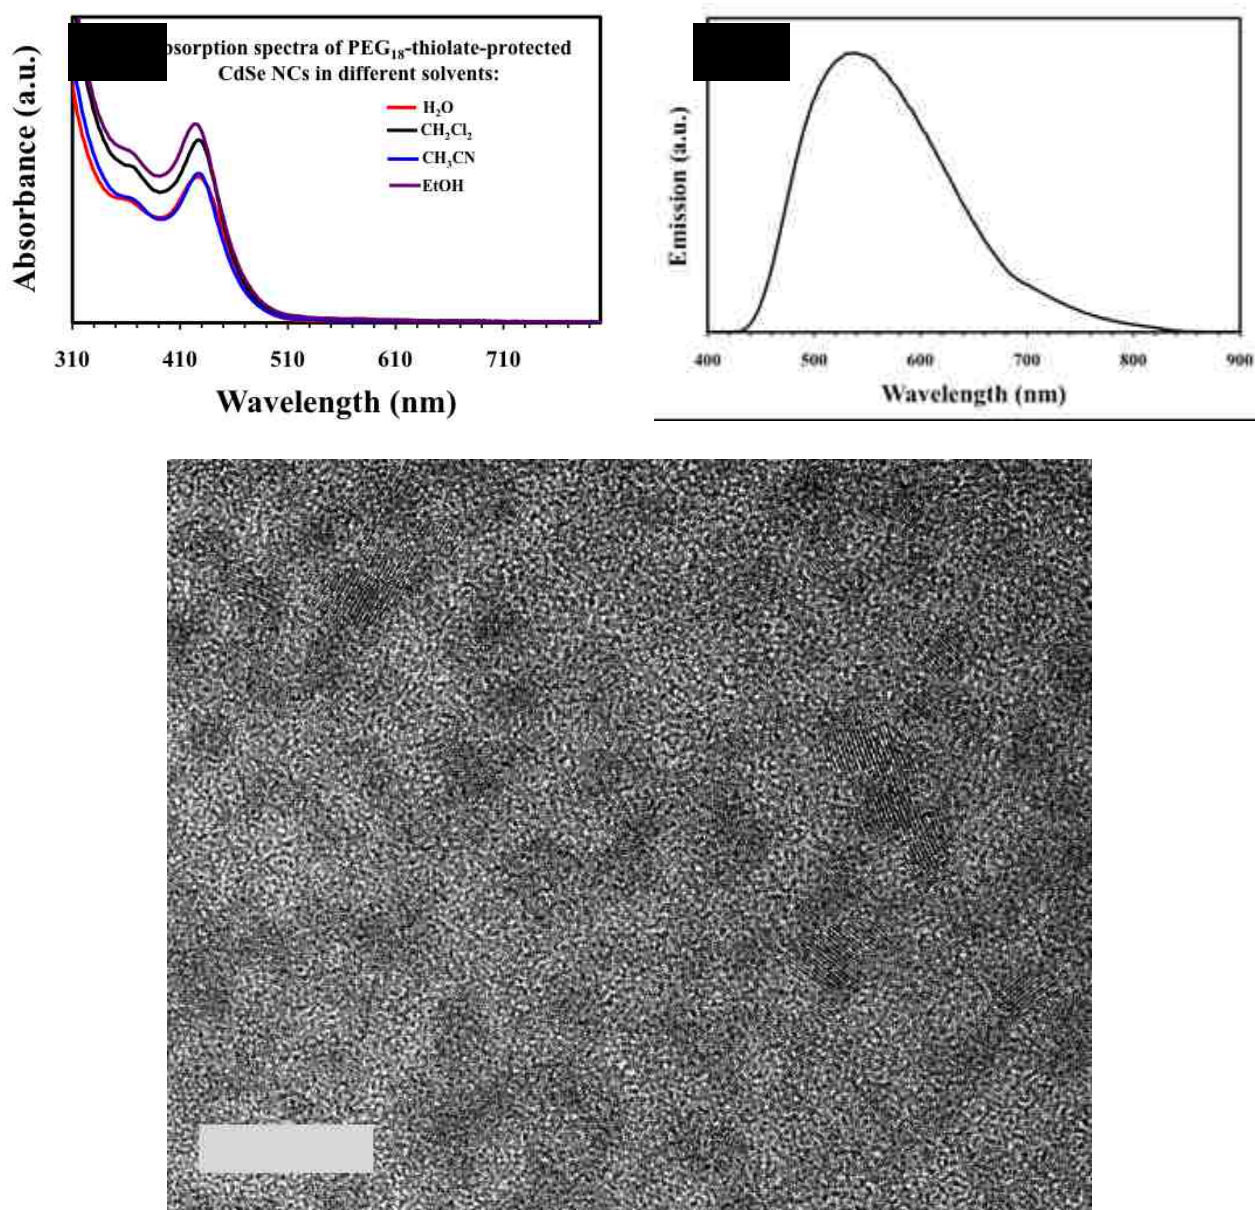 bsorption spectra of PEG₁₈-thiolate-protected
CdSe NCs in different solvents:
H₂O
CH₂Cl₂
CH₃CN
EtOH
Absorbance (a.u.)
310 410 510 610 710
Wavelength (nm)
Emission (a.u.)
400 500 600 700 800 900
Wavelength (nm)